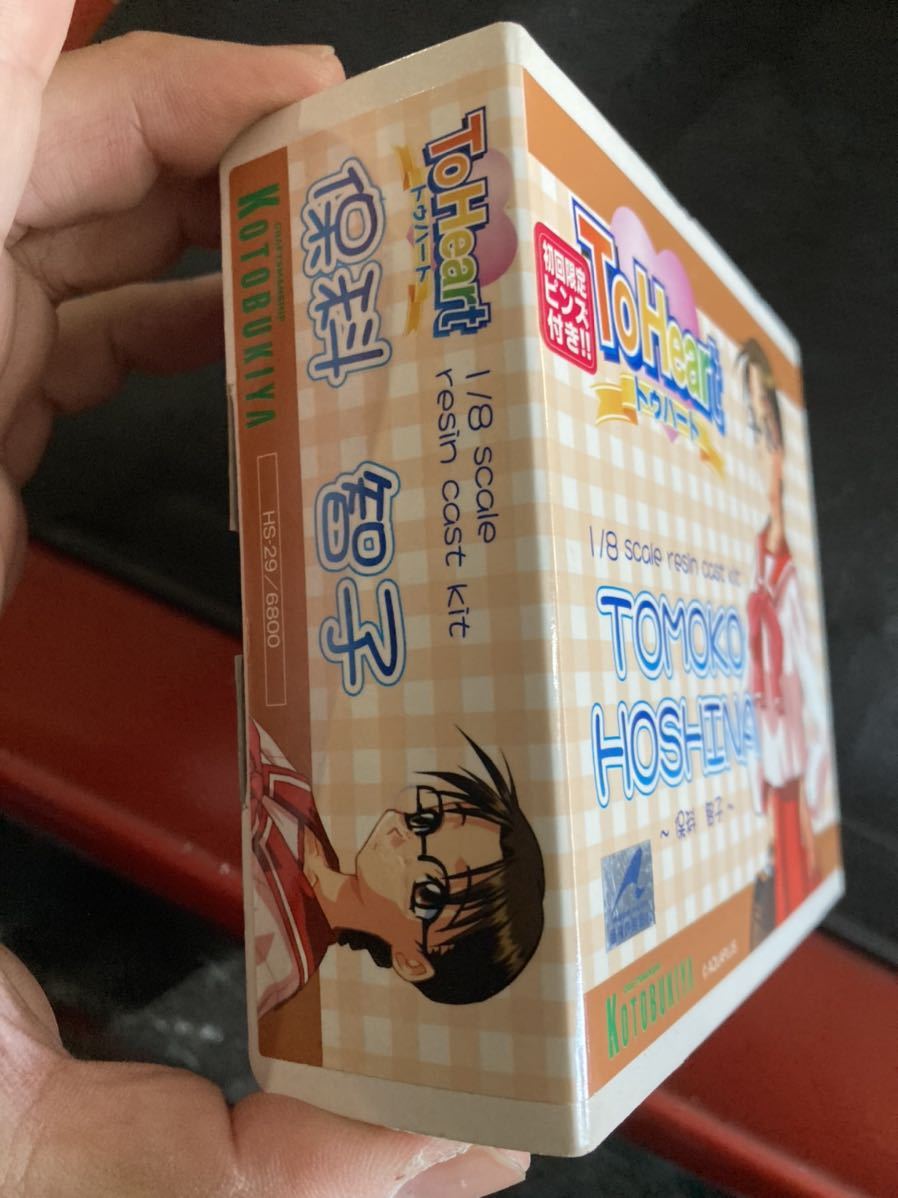 ToHeart
トゥハート
1/8 scale
resin cast kit
保科 智子
CRAFTSMANSHIP
KOTOBUKIYA
HS-29/6800
初回限定
ピンズ
付き!!
ToHeart
トゥハート
1/8 scale resin cast kit
TOMOKO
HOSHINA
~ 保科 智子 ~
KOTOBUKIYA
©AQUAPLUS